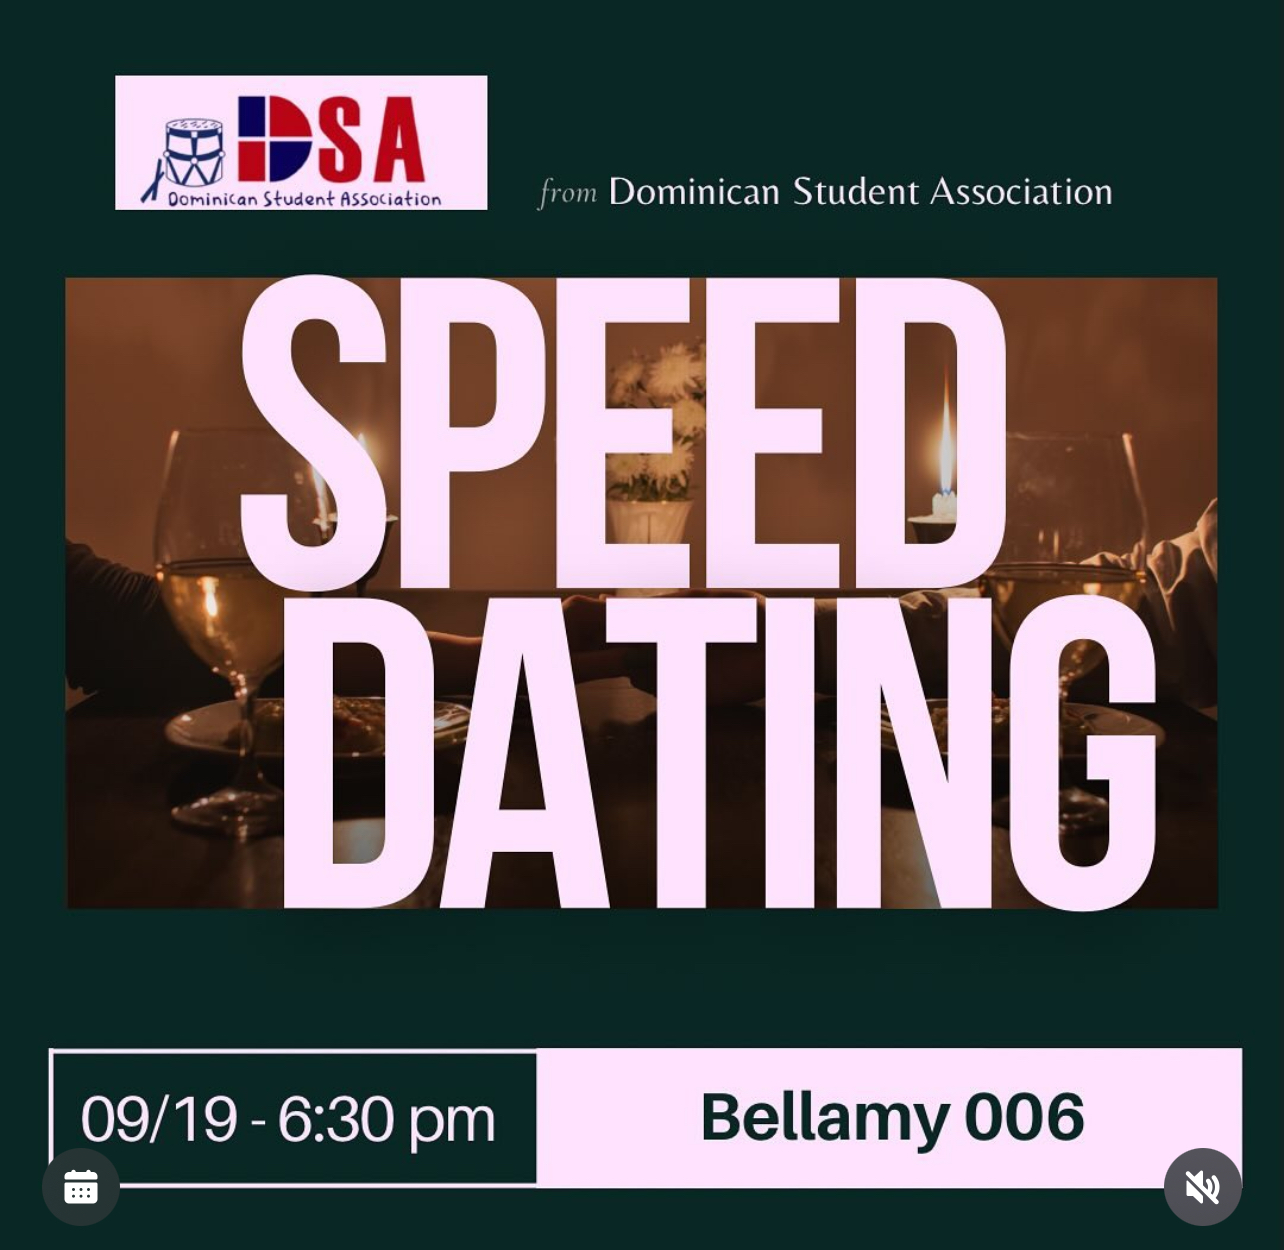 DSA
Dominican Student Association
from Dominican Student Association
SPEED
DATING
09/19 - 6:30 pm
Bellamy 006